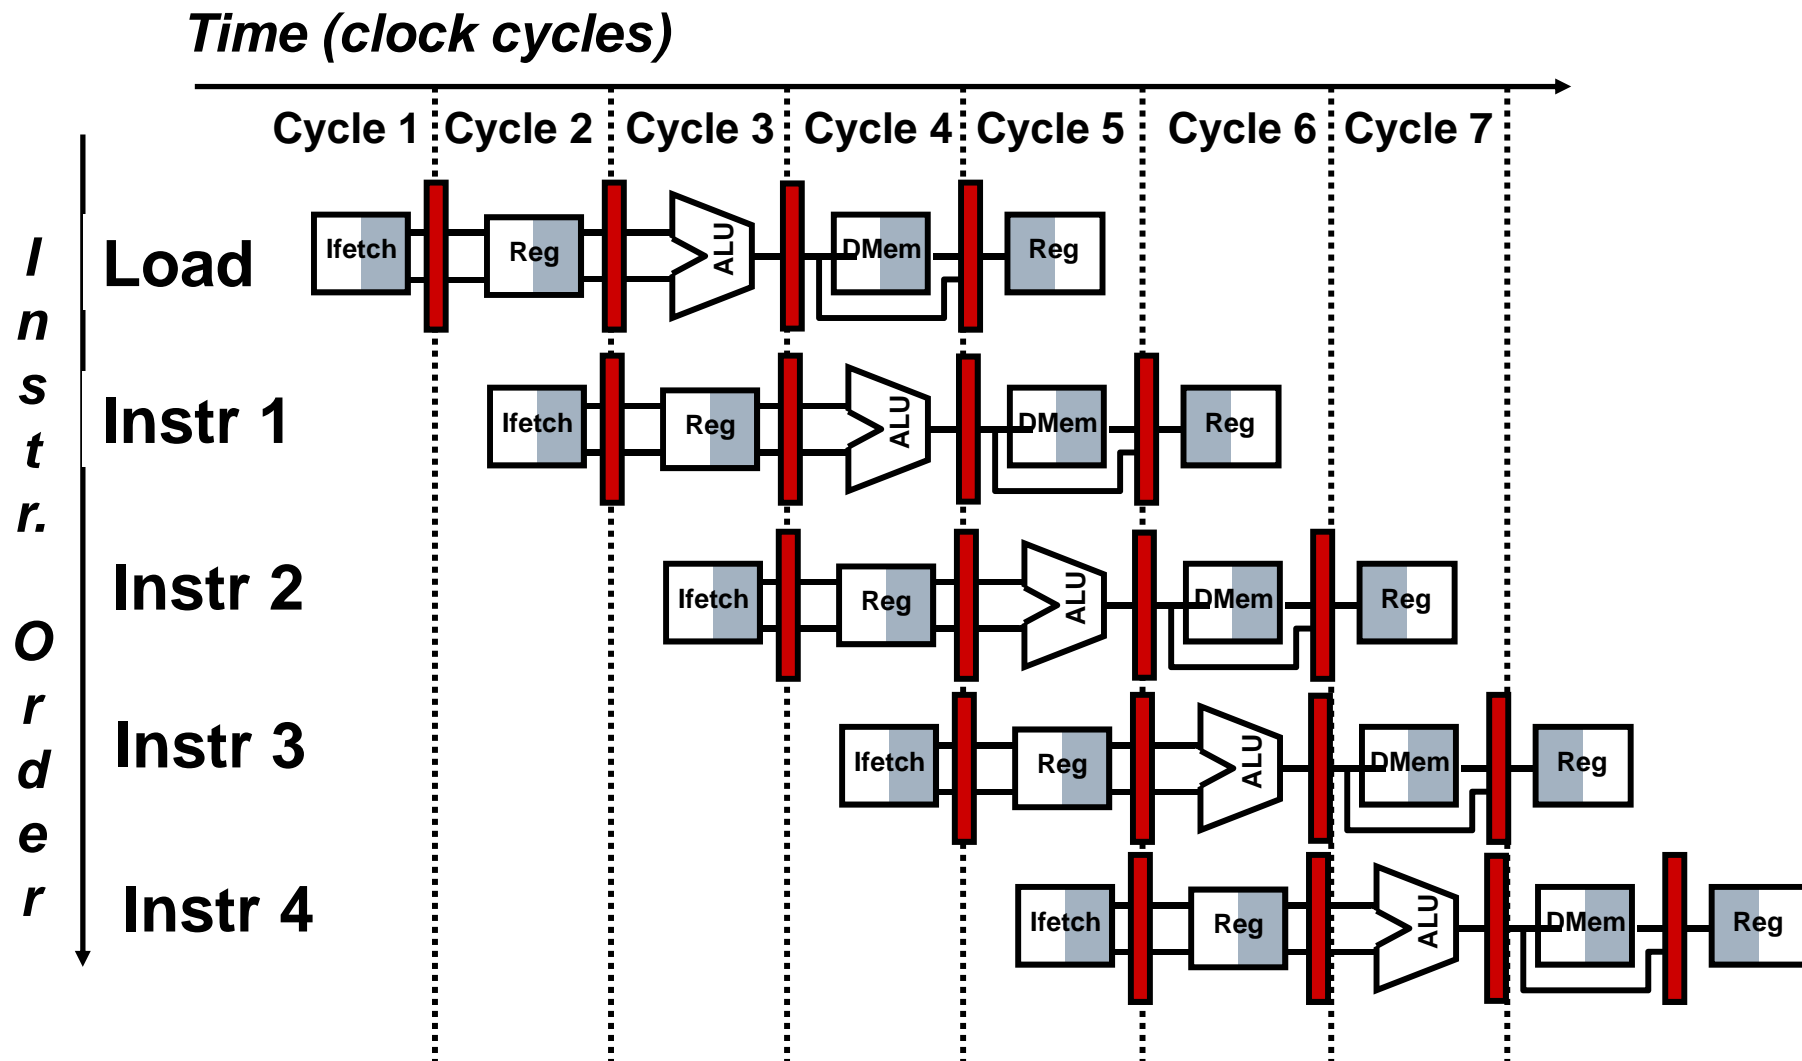 Time (clock cycles)
Cycle 1 Cycle 2 Cycle 3 Cycle 4 Cycle 5 Cycle 6 Cycle 7
Instr. Order
Load Ifetch Reg ALU DMem Reg
Instr 1 Ifetch Reg ALU DMem Reg
Instr 2 Ifetch Reg ALU DMem Reg
Instr 3 Ifetch Reg ALU DMem Reg
Instr 4 Ifetch Reg ALU DMem Reg